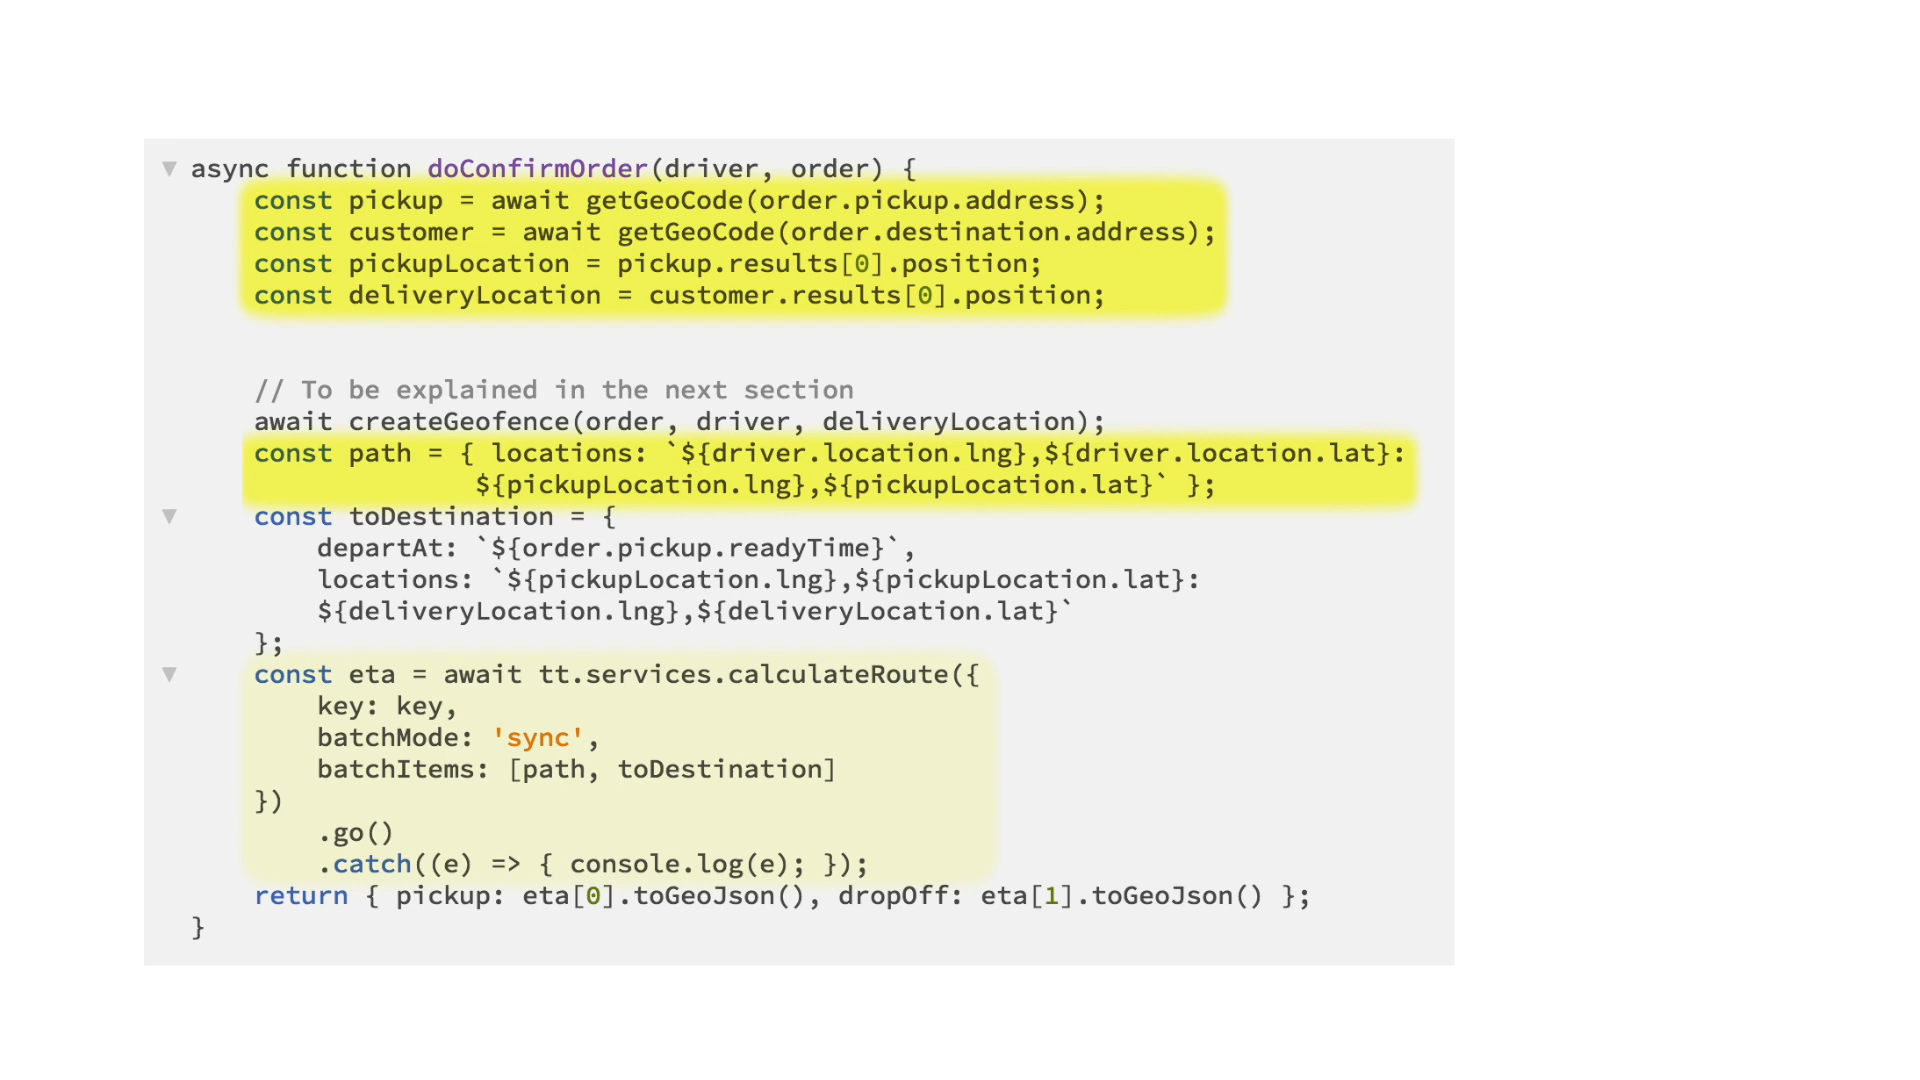 async function doConfirmOrder(driver, order) {
const pickup = await getGeoCode(order.pickup.address);
const customer = await getGeoCode(order.destination.address);
const pickupLocation = pickup.results[0].position;
const deliveryLocation = customer.results[0].position;
// To be explained in the next section
await createGeofence(order, driver, deliveryLocation);
const path = { locations: `${driver.location.lng},${driver.location.lat}:
${pickupLocation.lng},${pickupLocation.lat}` };
const toDestination = {
departAt: `${order.pickup.readyTime}`,
locations: `${pickupLocation.lng},${pickupLocation.lat}:
${deliveryLocation.lng},${deliveryLocation.lat}`
};
const eta = await tt.services.calculateRoute({
key: key,
batchMode: 'sync',
batchItems: [path, toDestination]
})
.go()
.catch((e) => { console.log(e); });
return { pickup: eta[0].toGeoJson(), dropOff: eta[1].toGeoJson() };
}